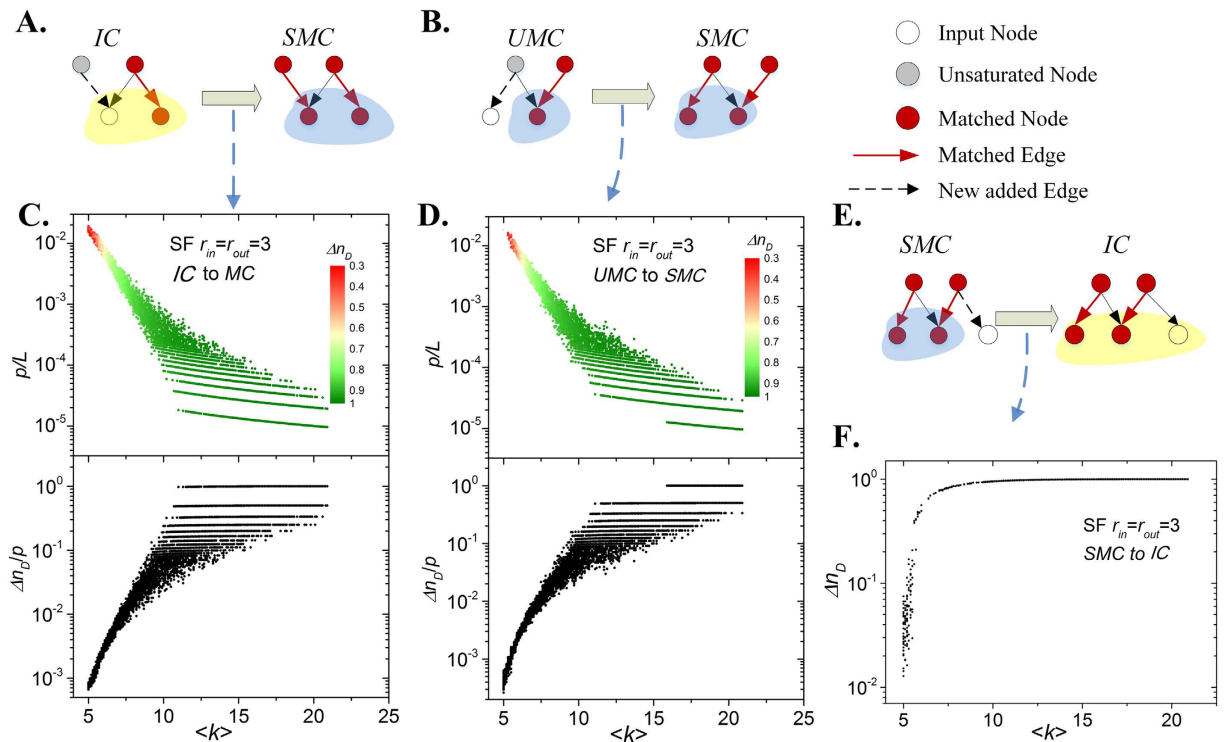 A.
IC
SMC
B.
UMC
SMC
Input Node
Unsaturated Node
Matched Node
Matched Edge
New added Edge
C.
10⁻²
10⁻³
10⁻⁴
10⁻⁵
p/L
SF r_in=r_out=3
IC to MC
Δn_D
0.3
0.4
0.5
0.6
0.7
0.8
0.9
1
10⁰
10⁻¹
10⁻²
10⁻³
Δn_D/p
5 10 15 20 25
<k>
D.
10⁻²
10⁻³
10⁻⁴
10⁻⁵
p/L
SF r_in=r_out=3
UMC to SMC
Δn_D
0.3
0.4
0.5
0.6
0.7
0.8
0.9
1
10⁰
10⁻¹
10⁻²
10⁻³
Δn_D/p
5 10 15 20 25
<k>
E.
SMC
IC
F.
10⁰
10⁻¹
10⁻²
Δn_D
SF r_in=r_out=3
SMC to IC
5 10 15 20
<k>